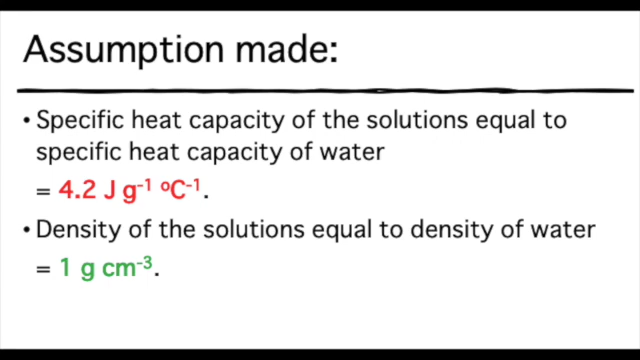 Assumption made:
• Specific heat capacity of the solutions equal to
specific heat capacity of water
= 4.2 J g⁻¹ ºC⁻¹.
• Density of the solutions equal to density of water
= 1 g cm⁻³.